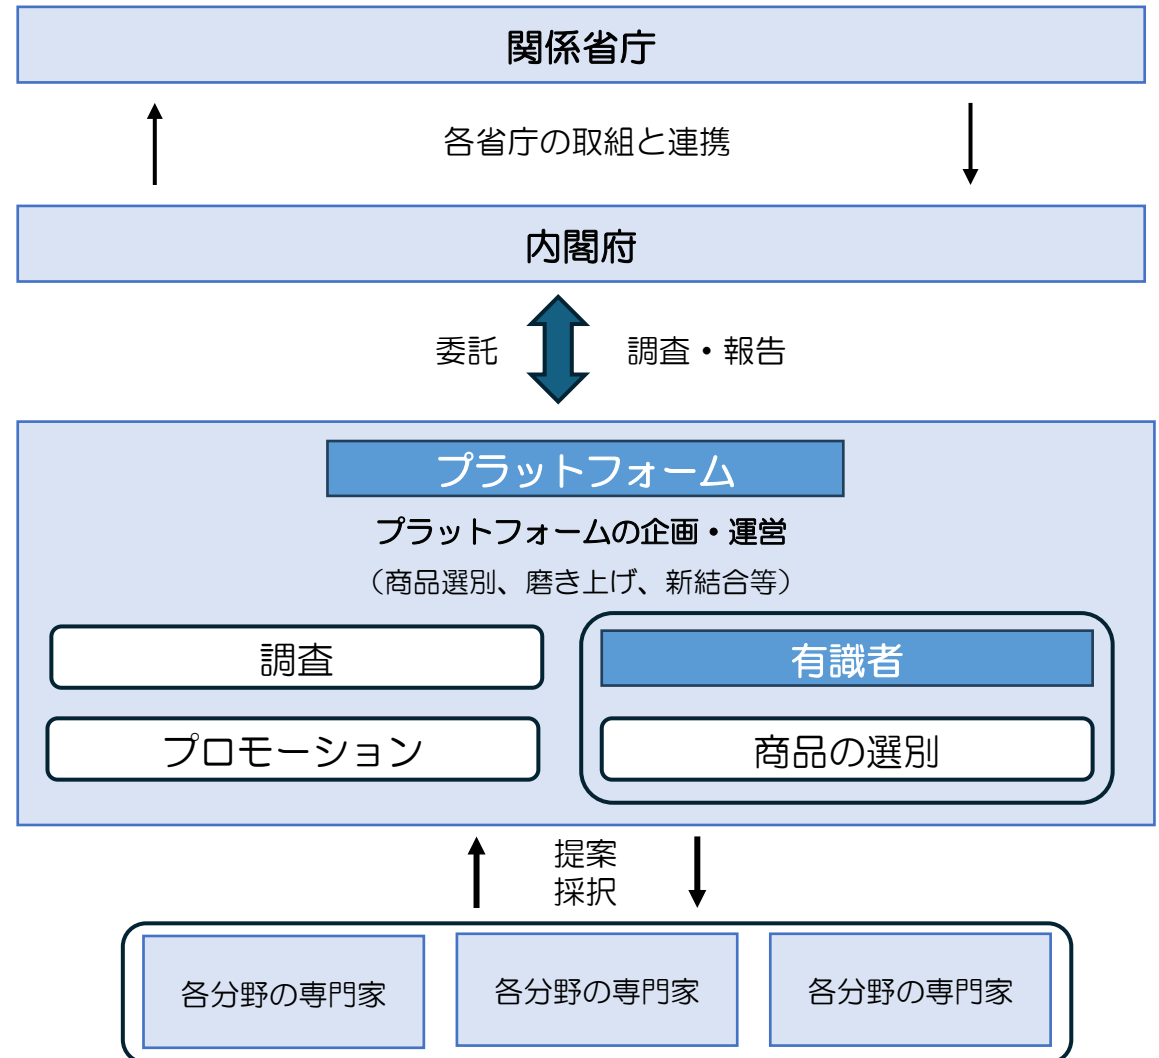 関係省庁
各省庁の取組と連携
内閣府
委託 調査・報告
プラットフォーム
プラットフォームの企画・運営
（商品選別、磨き上げ、新結合等）
調査
有識者
プロモーション
商品の選別
提案
採択
各分野の専門家
各分野の専門家
各分野の専門家